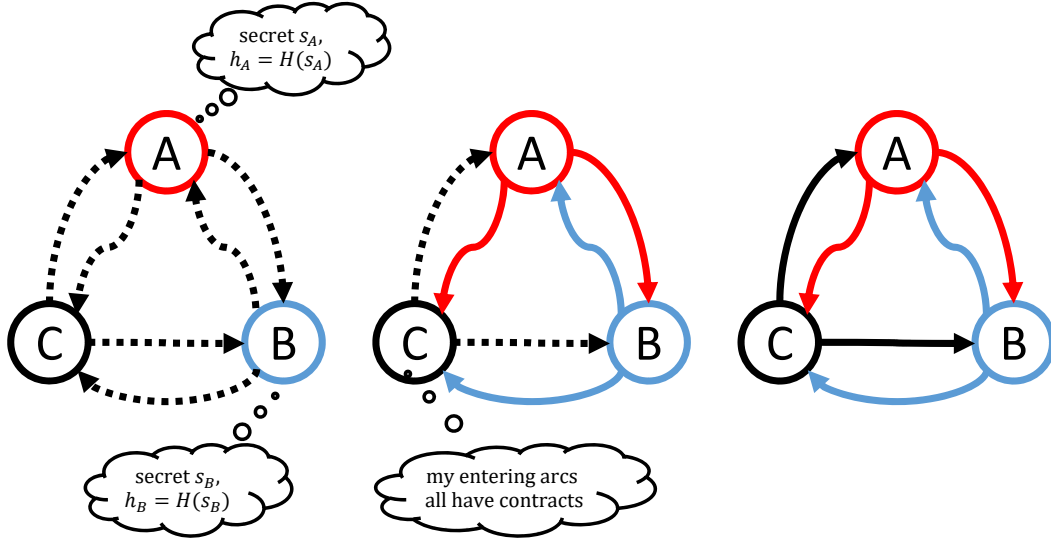 secret s_A,
h_A = H(s_A)
A
C
B
secret s_B,
h_B = H(s_B)
A
C
B
my entering arcs
all have contracts
A
C
B